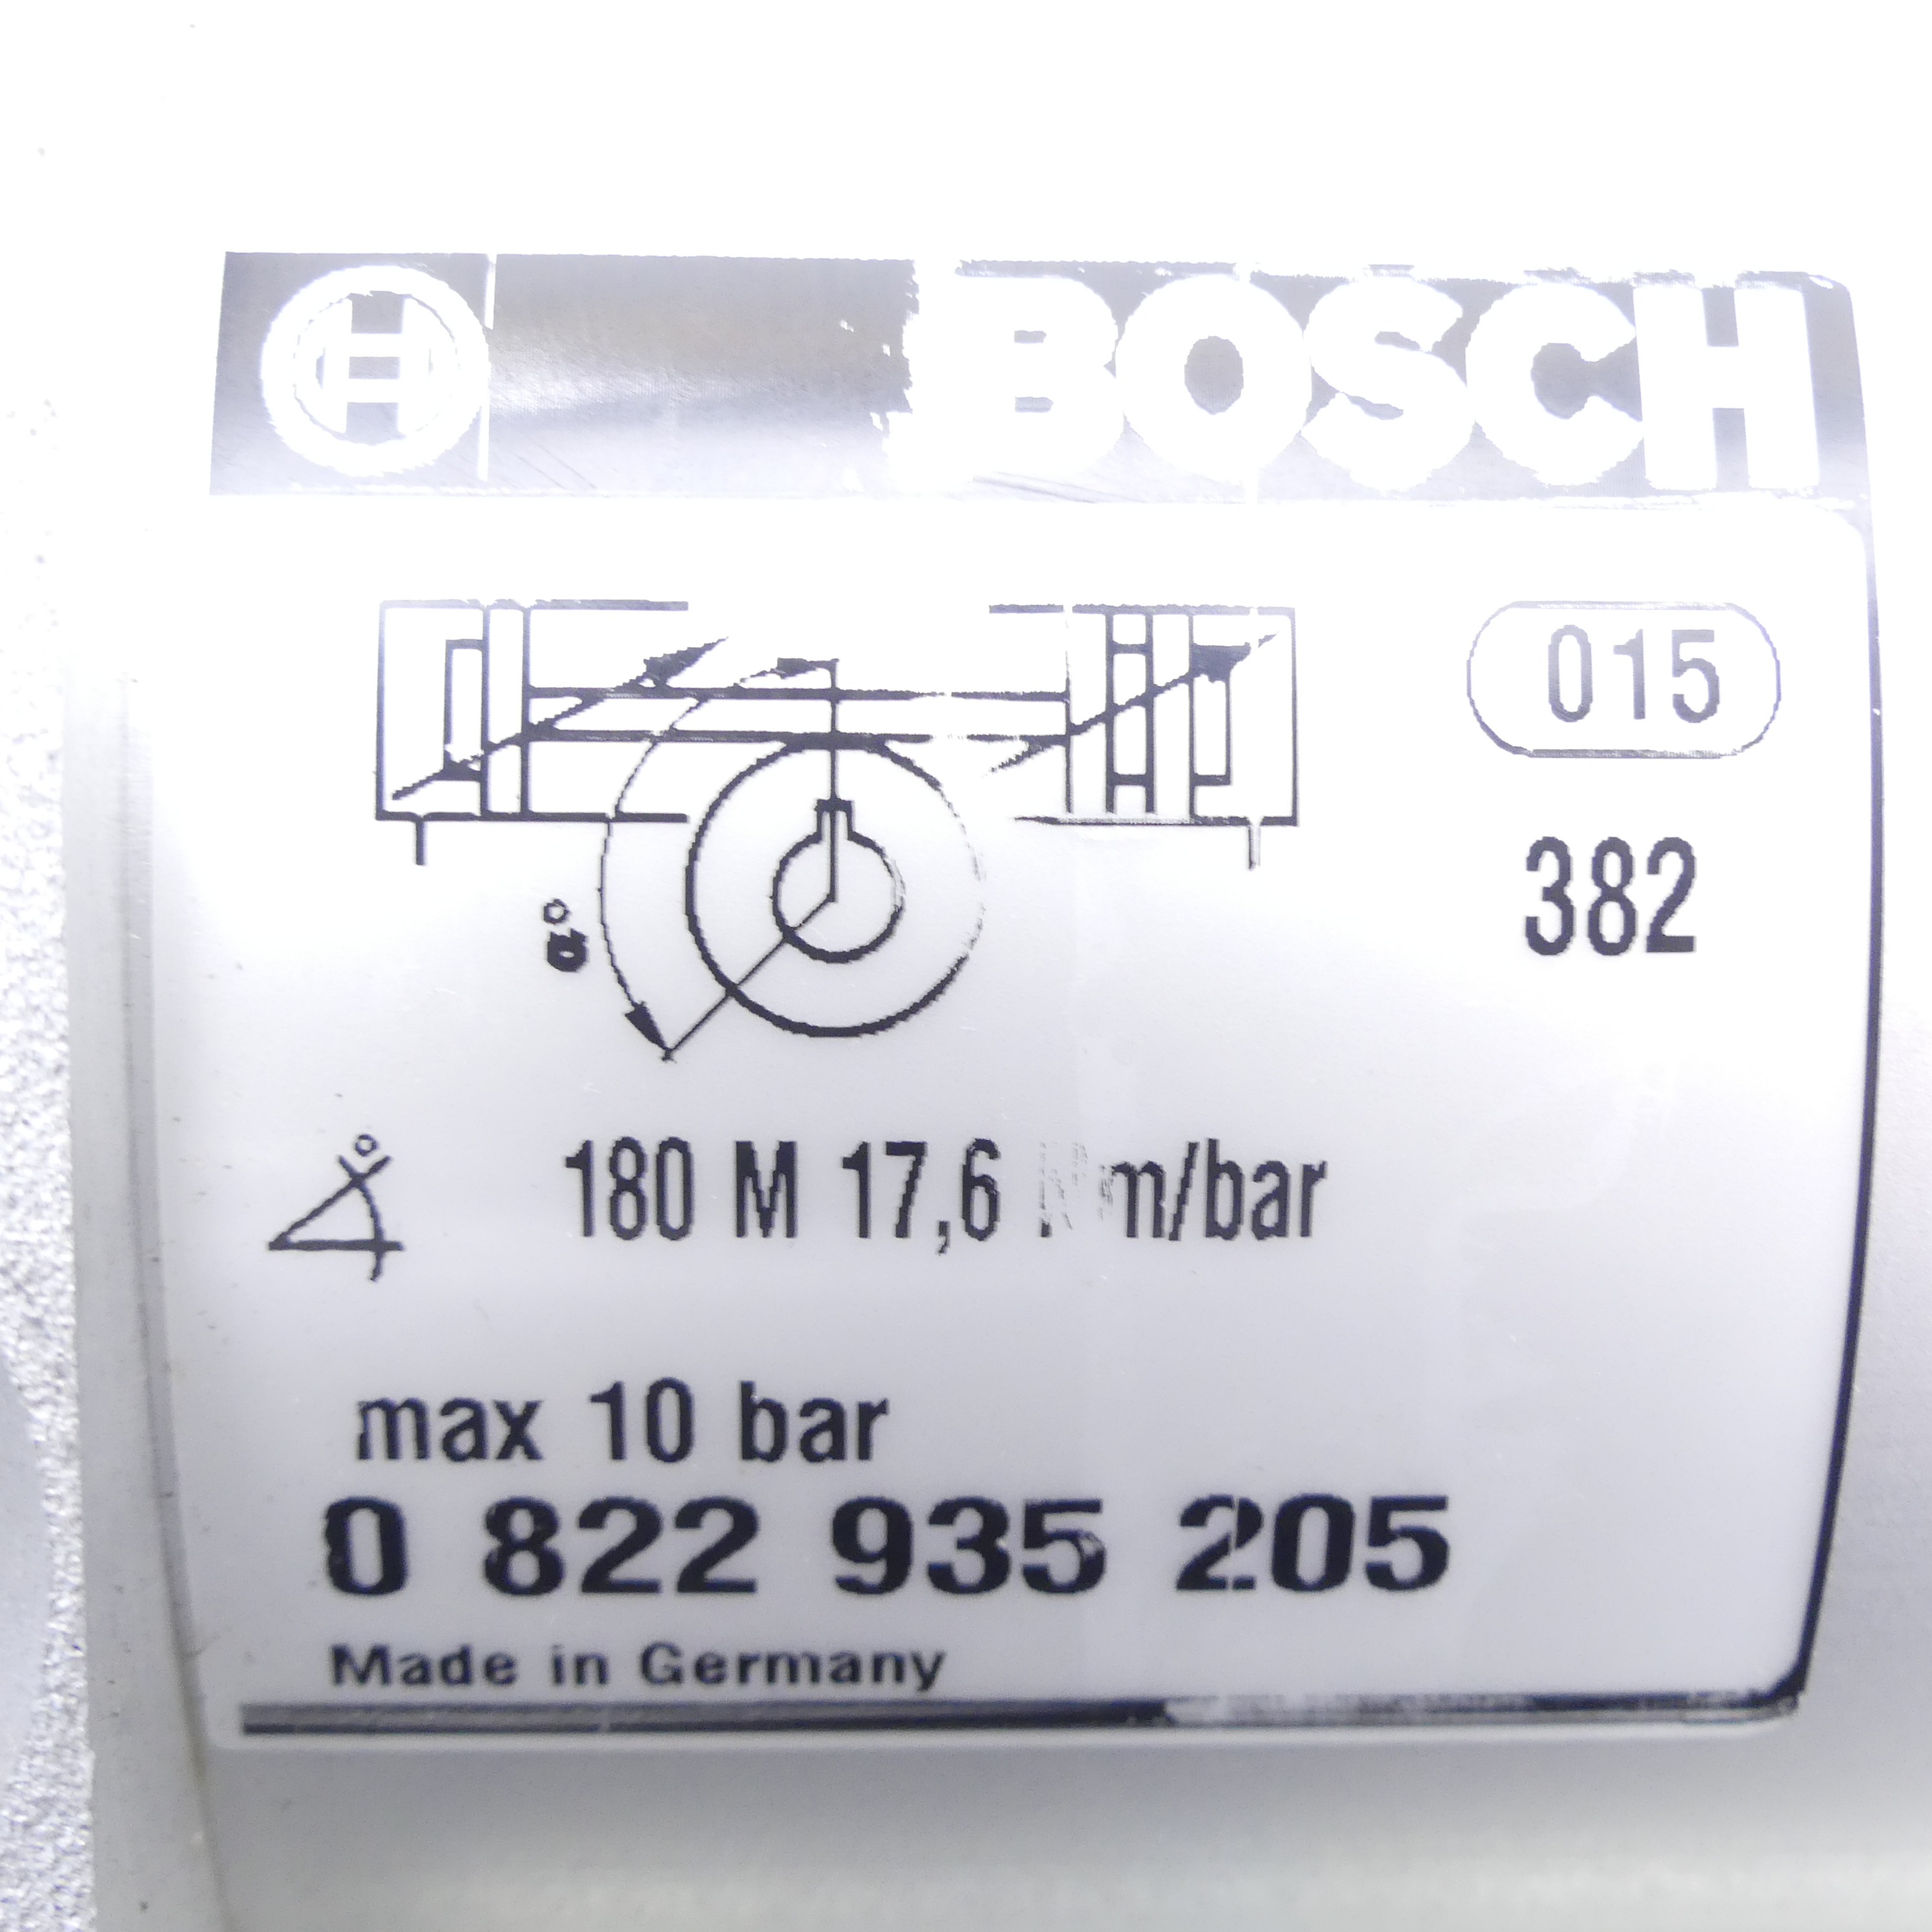 BOSCH
015
382
α°
180 M 17,6 m/bar
max 10 bar
0 822 935 205
Made in Germany